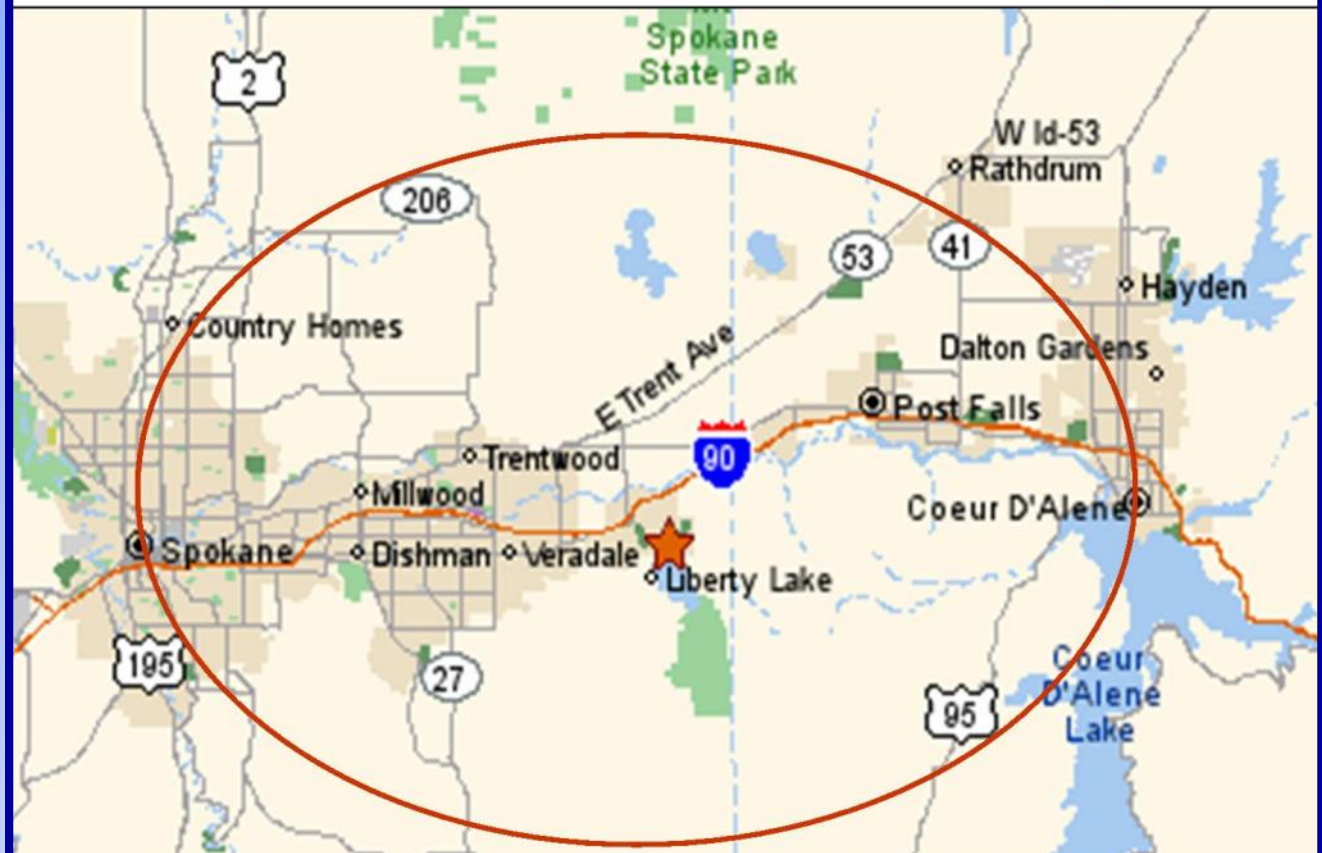 Spokane
State Park
2
W Id-53
Rathdrum
206
53
41
Hayden
Country Homes
Dalton Gardens
E Trent Ave
Post Falls
90
Trentwood
Millwood
Coeur D'Alene
Spokane
Dishman
Veradale
Liberty Lake
195
27
Coeur
D'Alene
Lake
95